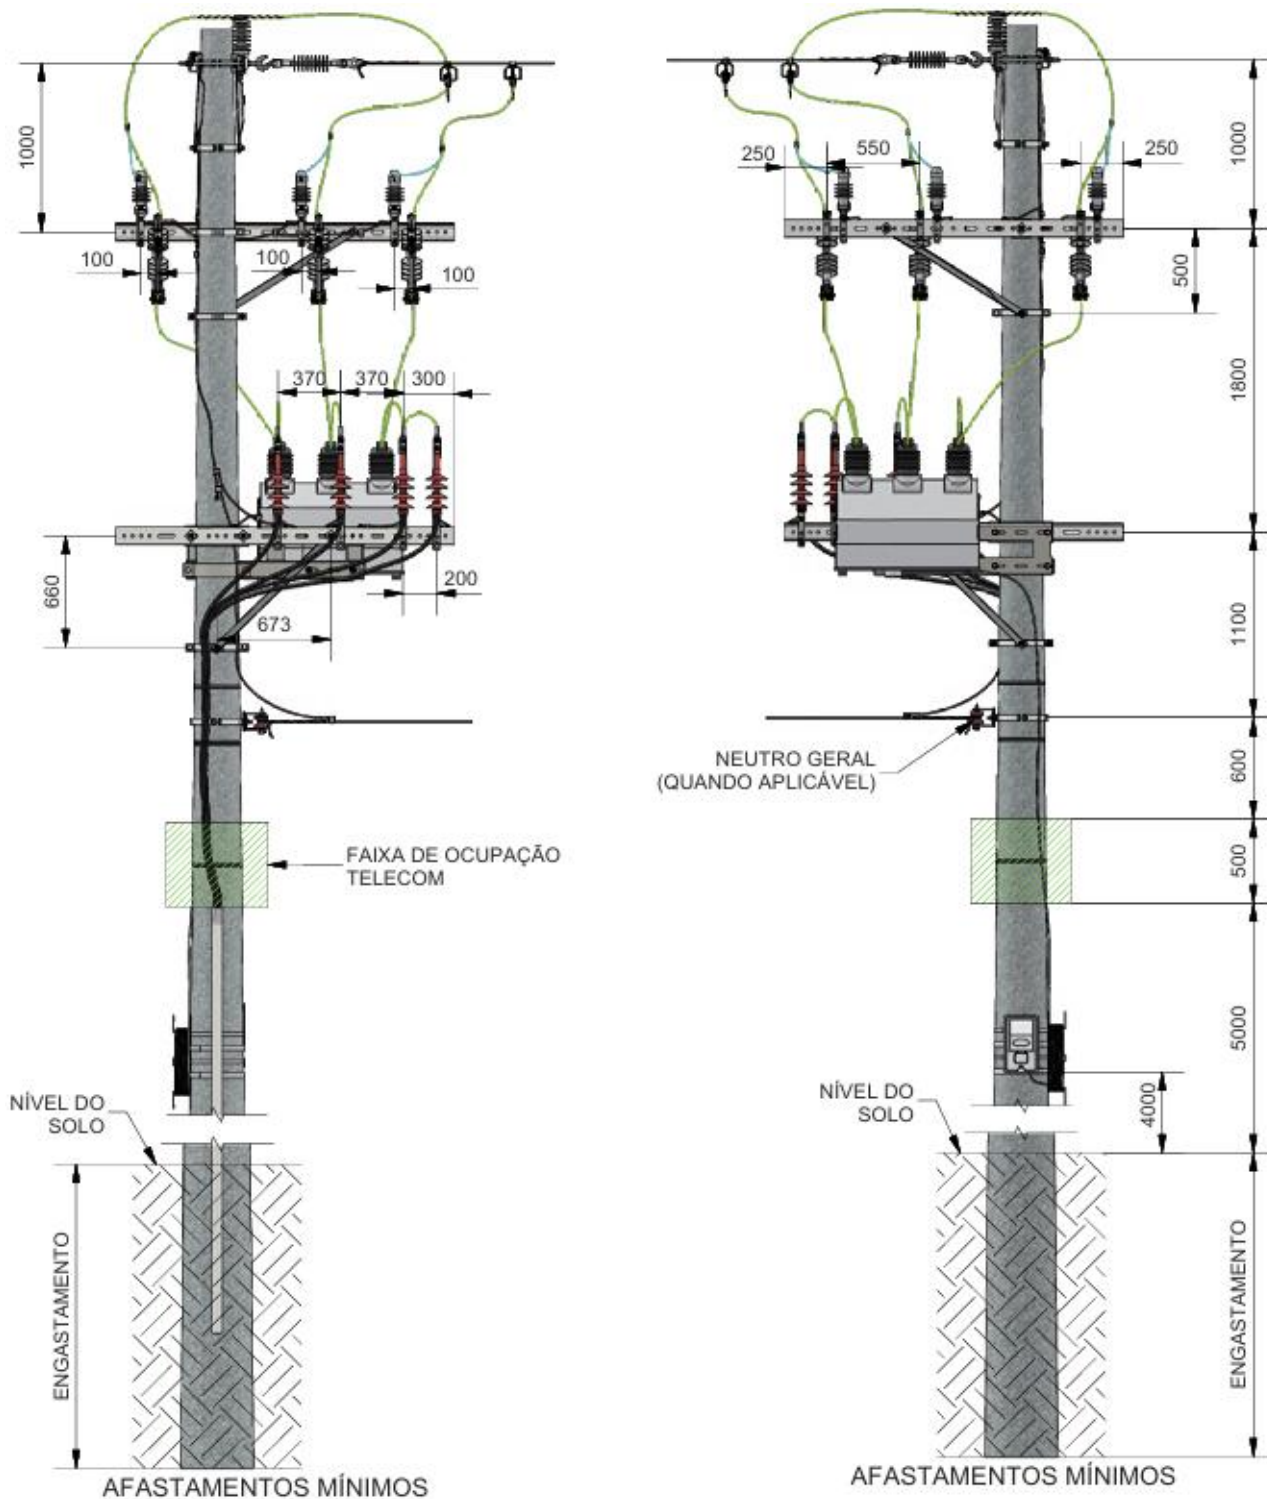 1000
100
100
100
370
370
300
660
200
673
FAIXA DE OCUPAÇÃO
TELECOM
NÍVEL DO
SOLO
ENGASTAMENTO
AFASTAMENTOS MÍNIMOS
250
550
250
1000
500
1800
1100
NEUTRO GERAL
(QUANDO APLICÁVEL)
600
500
5000
NÍVEL DO
SOLO
4000
ENGASTAMENTO
AFASTAMENTOS MÍNIMOS